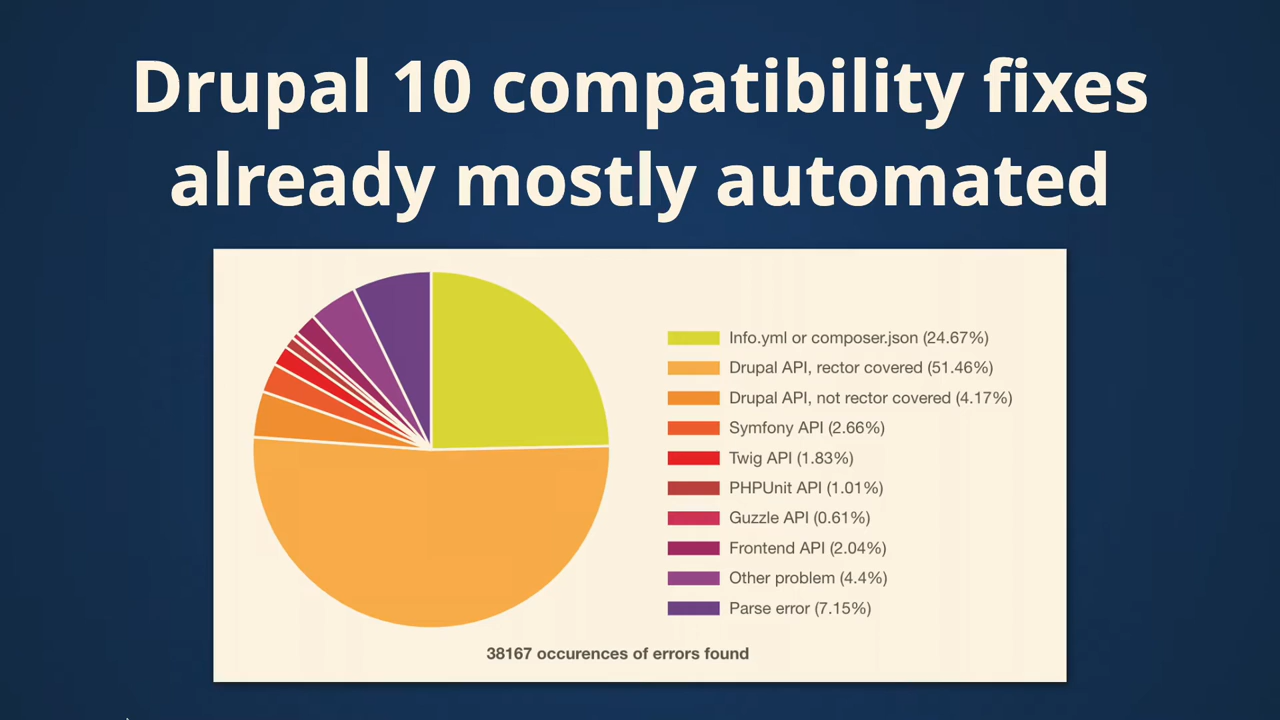 Drupal 10 compatibility fixes
already mostly automated
Info.yml or composer.json (24.67%)
Drupal API, rector covered (51.46%)
Drupal API, not rector covered (4.17%)
Symfony API (2.66%)
Twig API (1.83%)
PHPUnit API (1.01%)
Guzzle API (0.61%)
Frontend API (2.04%)
Other problem (4.4%)
Parse error (7.15%)
38167 occurences of errors found